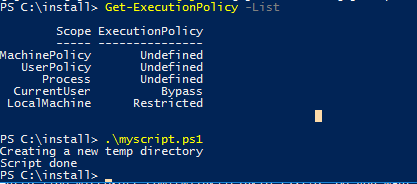 PS C:\install> Get-ExecutionPolicy -List
Scope ExecutionPolicy
----- ---------------
MachinePolicy Undefined
UserPolicy Undefined
Process Undefined
CurrentUser Bypass
LocalMachine Restricted
PS C:\install> .\myscript.ps1
Creating a new temp directory
Script done
PS C:\install> _